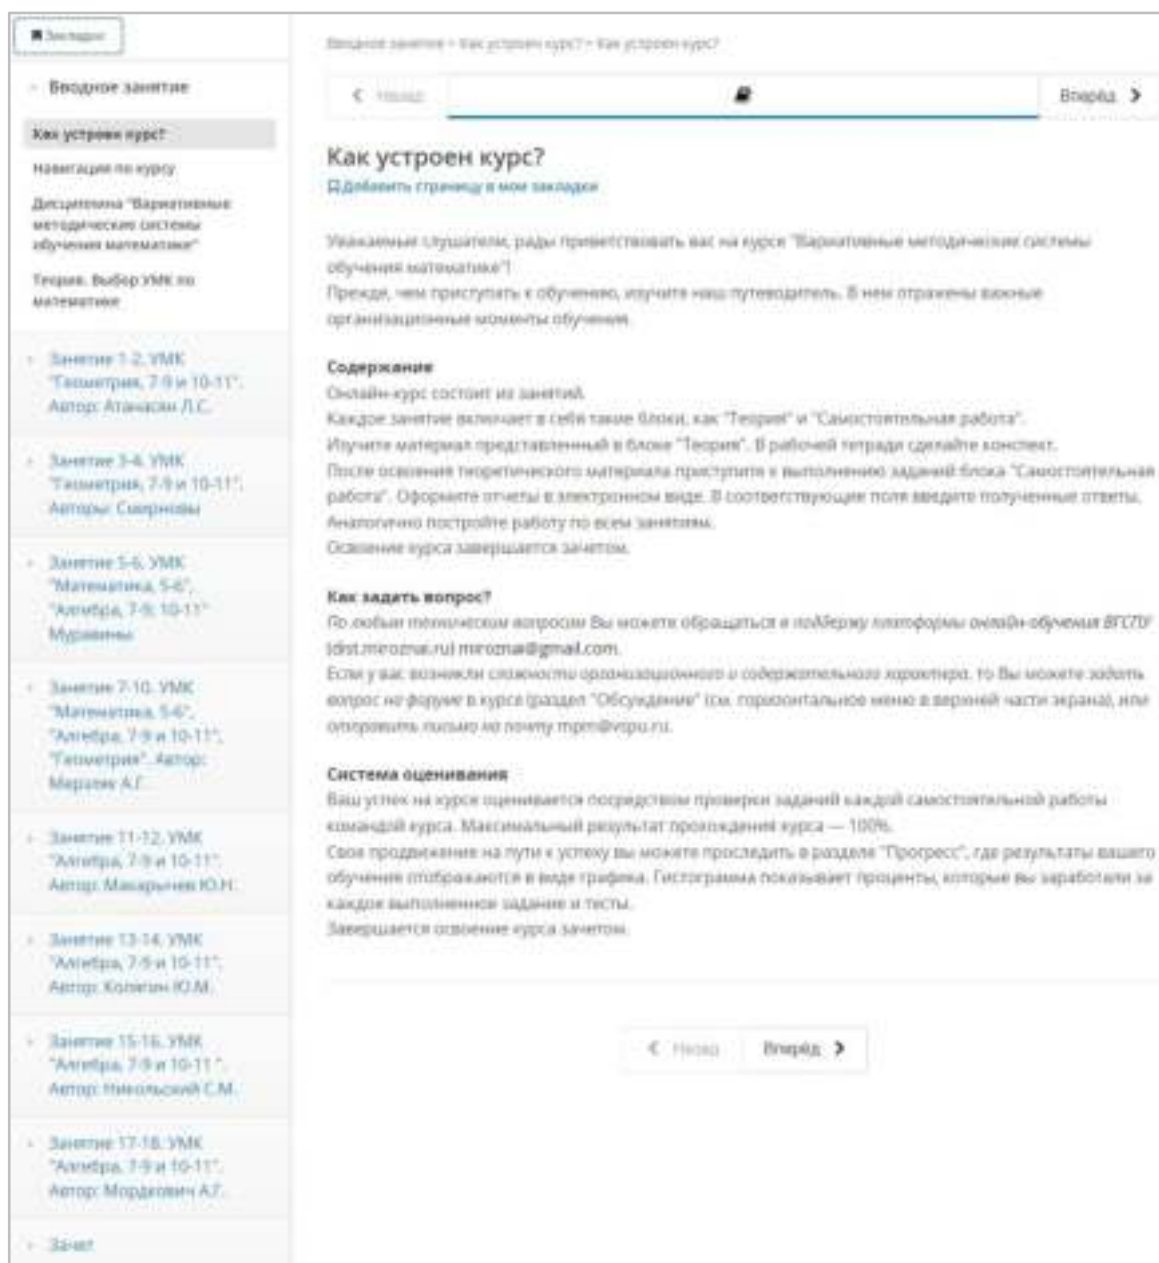 Закладки
Вводное занятие
Как устроен курс?
Навигация по курсу
Дисциплина "Вариативные
методические системы
обучения математике"
Теория. Выбор УМК по
математике
Занятие 1-2. УМК
"Геометрия, 7-9 и 10-11".
Автор: Атанасян Л.С.
Занятие 3-4. УМК
"Геометрия, 7-9 и 10-11".
Авторы: Смирновы
Занятие 5-6. УМК
"Математика, 5-6",
"Алгебра, 7-9; 10-11"
Муравины
Занятие 7-10. УМК
"Математика, 5-6",
"Алгебра, 7-9 и 10-11",
"Геометрия". Автор:
Мерзляк А.Г.
Занятие 11-12. УМК
"Алгебра, 7-9 и 10-11".
Автор: Макарычев Ю.Н.
Занятие 13-14. УМК
"Алгебра, 7-9 и 10-11".
Автор: Колягин Ю.М.
Занятие 15-16. УМК
"Алгебра, 7-9 и 10-11 ".
Автор: Никольский С.М.
Занятие 17-18. УМК
"Алгебра, 7-9 и 10-11".
Автор: Мордкович А.Г.
Зачет
Вводное занятие > Как устроен курс? > Как устроен курс?
Назад
Вперёд
Как устроен курс?
Добавить страницу в мои закладки
Уважаемые слушатели, рады приветствовать вас на курсе "Вариативные методические системы
обучения математике"!
Прежде, чем приступать к обучению, изучите наш путеводитель. В нем отражены важные
организационные моменты обучения.
Содержание
Онлайн-курс состоит из занятий.
Каждое занятие включает в себя такие блоки, как "Теория" и "Самостоятельная работа".
Изучите материал представленный в блоке "Теория". В рабочей тетради сделайте конспект.
После освоения теоретического материала приступите к выполнению заданий блока "Самостоятельная
работа". Оформите отчеты в электронном виде. В соответствующие поля введите полученные ответы.
Аналогично постройте работу по всем занятиям.
Освоение курса завершается зачетом.
Как задать вопрос?
По любым техническим вопросам Вы можете обращаться в поддержу платформы онлайн-обучения ВГСПУ
(dist.miroznai.ru) miroznai@gmail.com.
Если у вас возникли сложности организационного и содержательного характера, то Вы можете задать
вопрос на форуме в курсе (раздел "Обсуждение" (см. горизонтальное меню в верхней части экрана), или
отправить письмо на почту mpm@vspu.ru.
Система оценивания
Ваш успех на курсе оценивается посредством проверки заданий каждой самостоятельной работы
командой курса. Максимальный результат прохождения курса — 100%.
Свое продвижение на пути к успеху вы можете проследить в разделе "Прогресс", где результаты вашего
обучения отображаются в виде графика. Гистограмма показывает проценты, которые вы заработали за
каждое выполненное задание и тесты.
Завершается освоение курса зачетом.
Назад
Вперёд